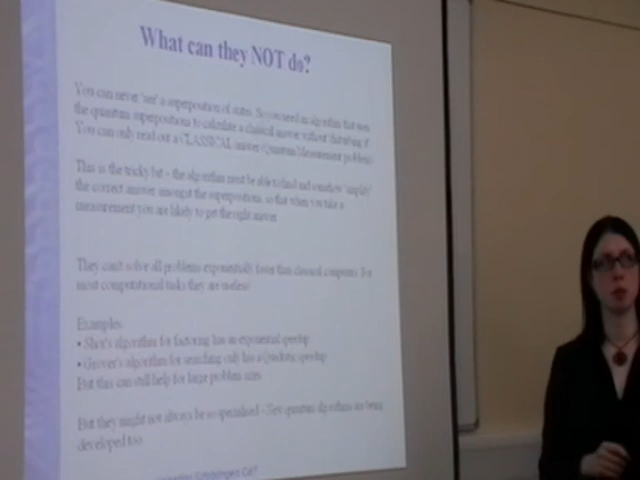 What can they NOT do?
You can never 'see' a superposition of states. So you need an algorithm that uses
the quantum superpositions to calculate a classical answer without 'disturbing' it
You can only read out a CLASSICAL answer (Quantum Measurement problem)
This is the tricky bit – the algorithm must be able to find and somehow 'amplify'
the correct answer amongst the superpositions, so that when you take a
measurement you are likely to get the right answer
They can't solve all problems exponentially faster than classical computers. For
most computational tasks they are useless!
Examples:
• Shor's algorithm for factoring has an exponential speedup
• Grover's algorithm for searching only has a Quadratic speedup
But this can still help for large problem sizes
But they might not always be so specialised – New quantum algorithms are being
developed too